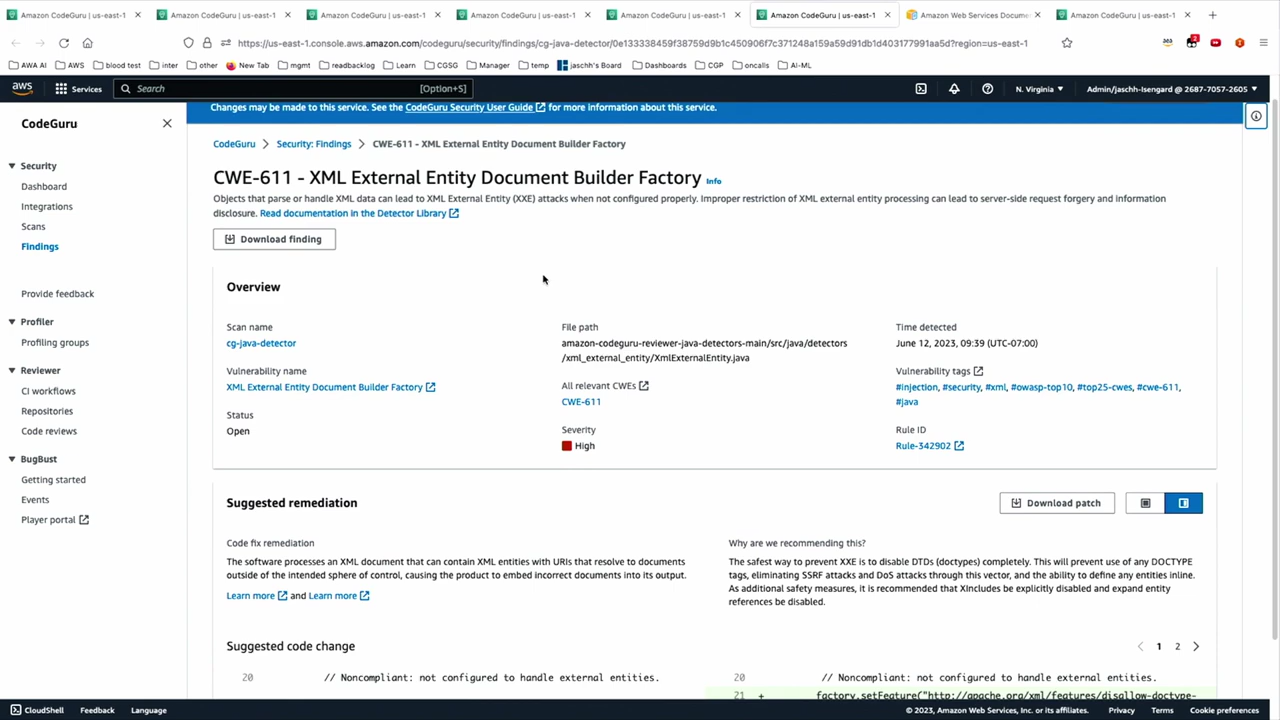 Amazon CodeGuru | us-east-1
Amazon CodeGuru | us-east-1
Amazon CodeGuru | us-east-1
Amazon CodeGuru | us-east-1
Amazon CodeGuru | us-east-1
Amazon CodeGuru | us-east-1
Amazon Web Services Docume
Amazon CodeGuru | us-east-1
https://us-east-1.console.aws.amazon.com/codeguru/security/findings/cg-java-detector/0e133338459f38759d9b1c450906f7c371248a159a59d91db1d403177991aa5d?region=us-east-1
AWA AI
AWS
blood test
inter
other
New Tab
mgmt
readbacklog
Learn
CGSG
Manager
temp
jaschh's Board
Dashboards
CGP
oncalls
AI-ML
aws
Services
Search
[Option+S]
N. Virginia
Admin/jaschh-Isengard @ 2687-7057-2605
CodeGuru
Security
Dashboard
Integrations
Scans
Findings
Provide feedback
Profiler
Profiling groups
Reviewer
CI workflows
Repositories
Code reviews
BugBust
Getting started
Events
Player portal
Changes may be made to this service. See the CodeGuru Security User Guide for more information about this service.
CodeGuru > Security: Findings > CWE-611 - XML External Entity Document Builder Factory
CWE-611 - XML External Entity Document Builder Factory Info
Objects that parse or handle XML data can lead to XML External Entity (XXE) attacks when not configured properly. Improper restriction of XML external entity processing can lead to server-side request forgery and information
disclosure. Read documentation in the Detector Library
Download finding
Overview
Scan name
cg-java-detector
Vulnerability name
XML External Entity Document Builder Factory
Status
Open
File path
amazon-codeguru-reviewer-java-detectors-main/src/java/detectors
/xml_external_entity/XmlExternalEntity.java
All relevant CWEs
CWE-611
Severity
High
Time detected
June 12, 2023, 09:39 (UTC-07:00)
Vulnerability tags
#injection, #security, #xml, #owasp-top10, #top25-cwes, #cwe-611,
#java
Rule ID
Rule-342902
Suggested remediation
Download patch
Code fix remediation
The software processes an XML document that can contain XML entities with URIs that resolve to documents
outside of the intended sphere of control, causing the product to embed incorrect documents into its output.
Learn more and Learn more
Why are we recommending this?
The safest way to prevent XXE is to disable DTDs (doctypes) completely. This will prevent use of any DOCTYPE
tags, eliminating SSRF attacks and DoS attacks through this vector, and the ability to define any entities inline.
As additional safety measures, it is recommended that XIncludes be explicitly disabled and expand entity
references be disabled.
Suggested code change
1 2
20 // Noncompliant: not configured to handle external entities.
20 // Noncompliant: not configured to handle external entities.
21 + factory.setFeature("http://apache.org/xml/features/disallow-doctype-
CloudShell
Feedback
Language
© 2023, Amazon Web Services, Inc. or its affiliates.
Privacy
Terms
Cookie preferences